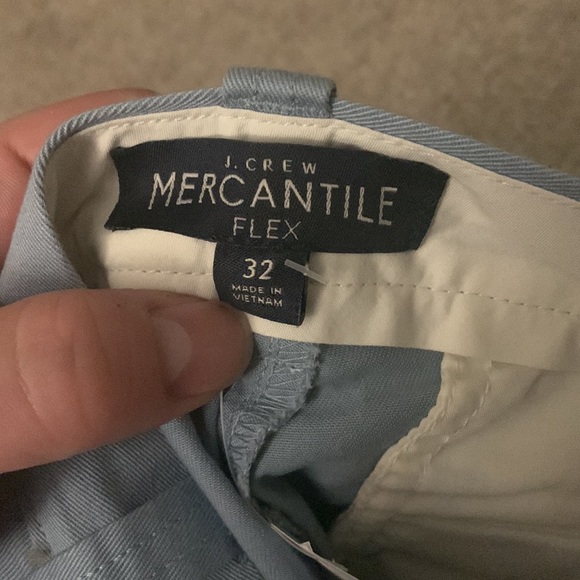 J.CREW
MERCANTILE
FLEX
32
MADE IN
VIETNAM